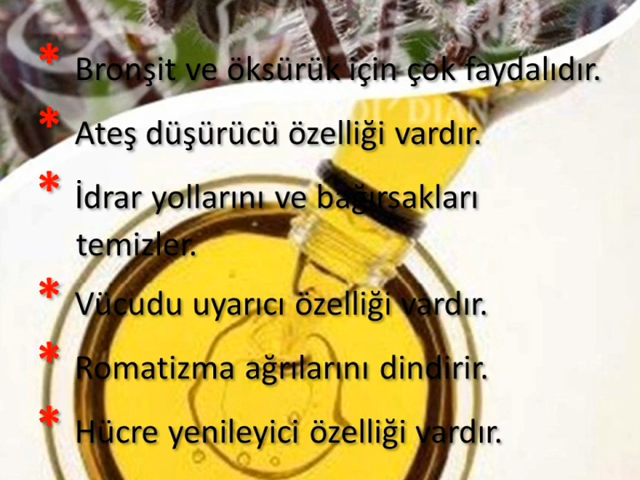 * Bronşit ve öksürük için çok faydalıdır.
* Ateş düşürücü özelliği vardır.
* İdrar yollarını ve bağırsakları
temizler.
* Vücudu uyarıcı özelliği vardır.
* Romatizma ağrılarını dindirir.
* Hücre yenileyici özelliği vardır.